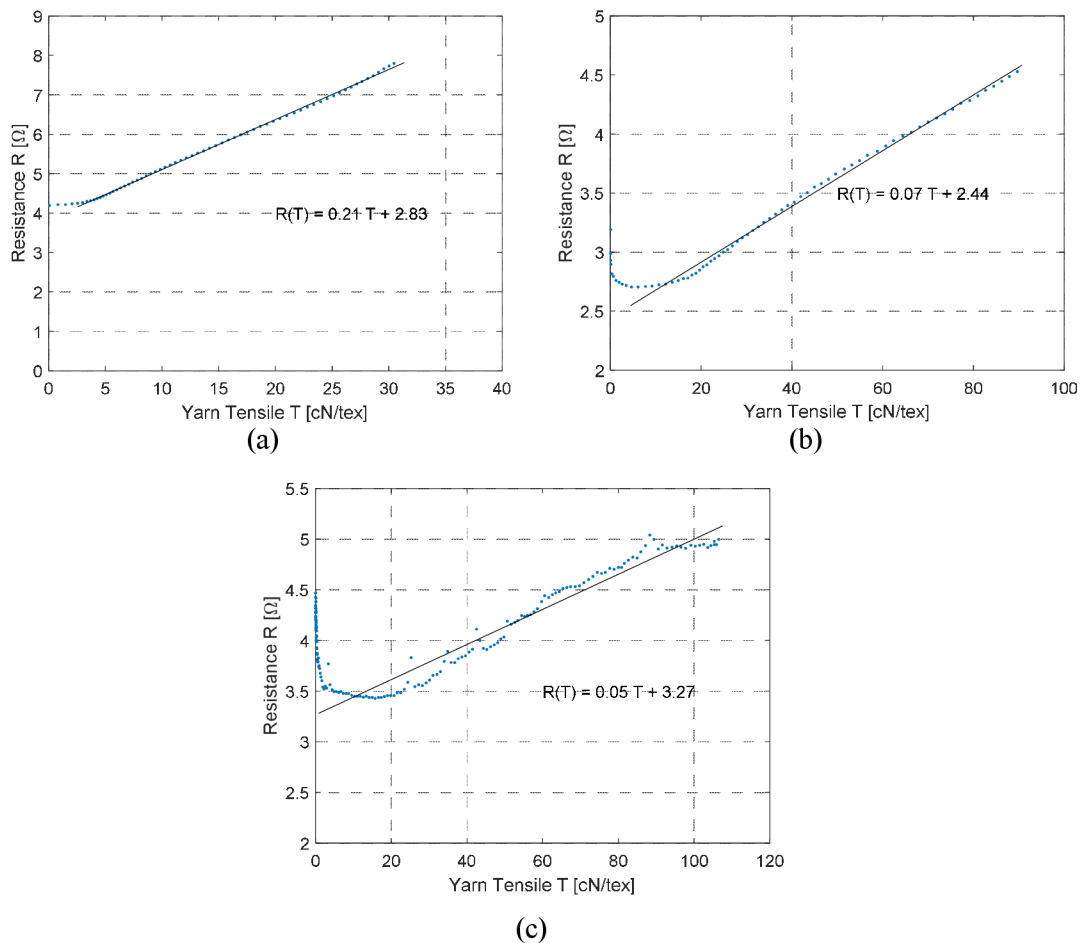 9
8
7
6
5
4
3
2
1
0
Resistance R [Ω]
R(T) = 0.21 T + 2.83
0 5 10 15 20 25 30 35 40
Yarn Tensile T [cN/tex]
(a)
5
4.5
4
3.5
3
2.5
2
Resistance R [Ω]
R(T) = 0.07 T + 2.44
0 20 40 60 80 100
Yarn Tensile T [cN/tex]
(b)
5.5
5
4.5
4
3.5
3
2.5
2
Resistance R [Ω]
R(T) = 0.05 T + 3.27
0 20 40 60 80 100 120
Yarn Tensile T [cN/tex]
(c)